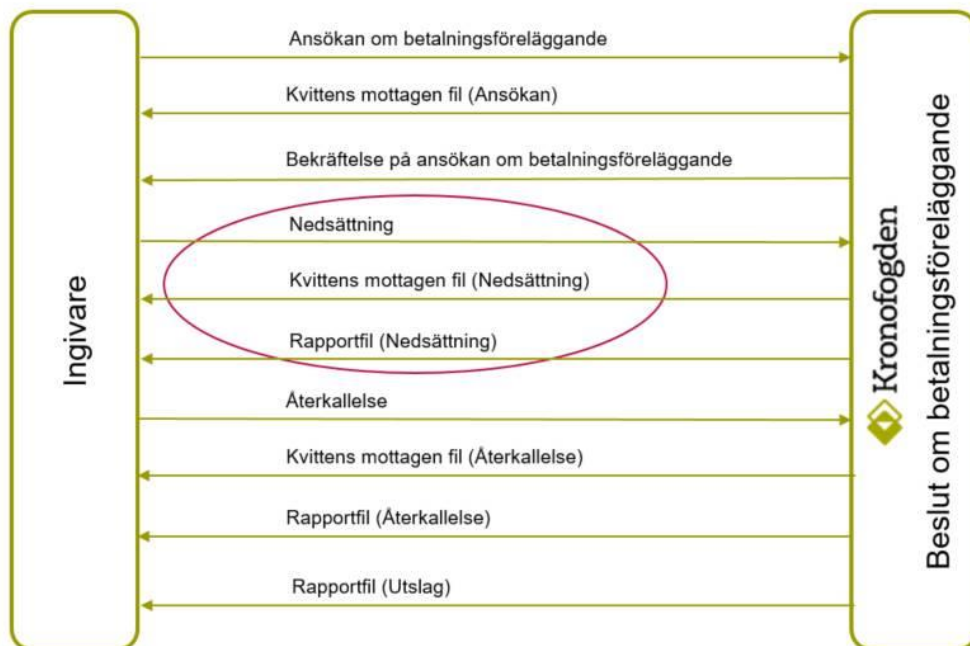 Ingivare
Ansökan om betalningsföreläggande
Kvittens mottagen fil (Ansökan)
Bekräftelse på ansökan om betalningsföreläggande
Nedsättning
Kvittens mottagen fil (Nedsättning)
Rapportfil (Nedsättning)
Återkallelse
Kvittens mottagen fil (Återkallelse)
Rapportfil (Återkallelse)
Rapportfil (Utslag)
Kronofogden
Beslut om betalningsföreläggande